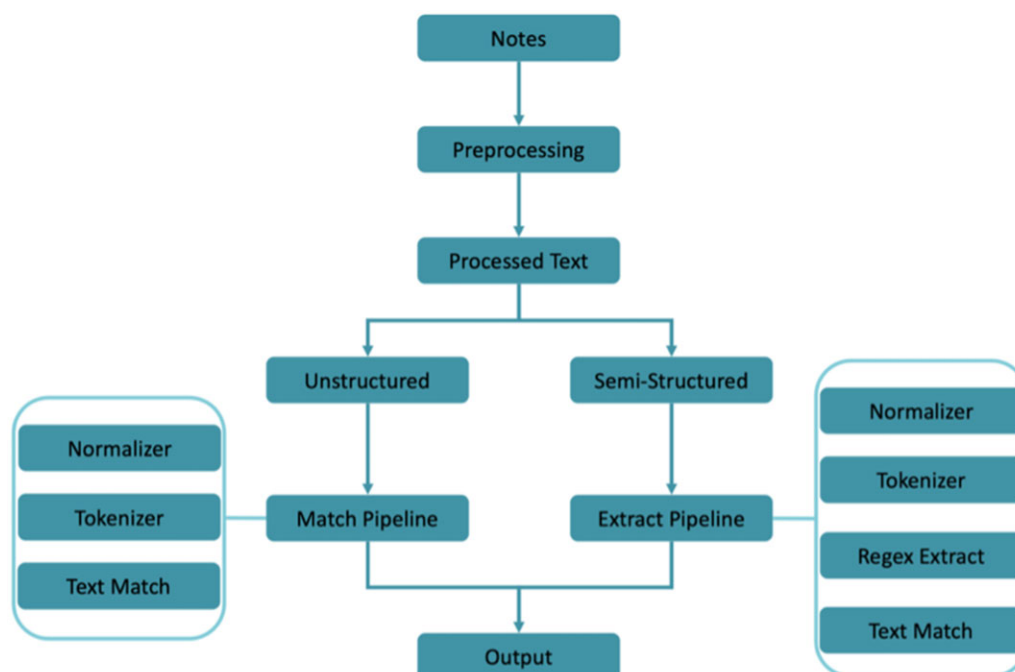 Notes
Preprocessing
Processed Text
Unstructured
Semi-Structured
Normalizer
Tokenizer
Text Match
Match Pipeline
Extract Pipeline
Normalizer
Tokenizer
Regex Extract
Text Match
Output